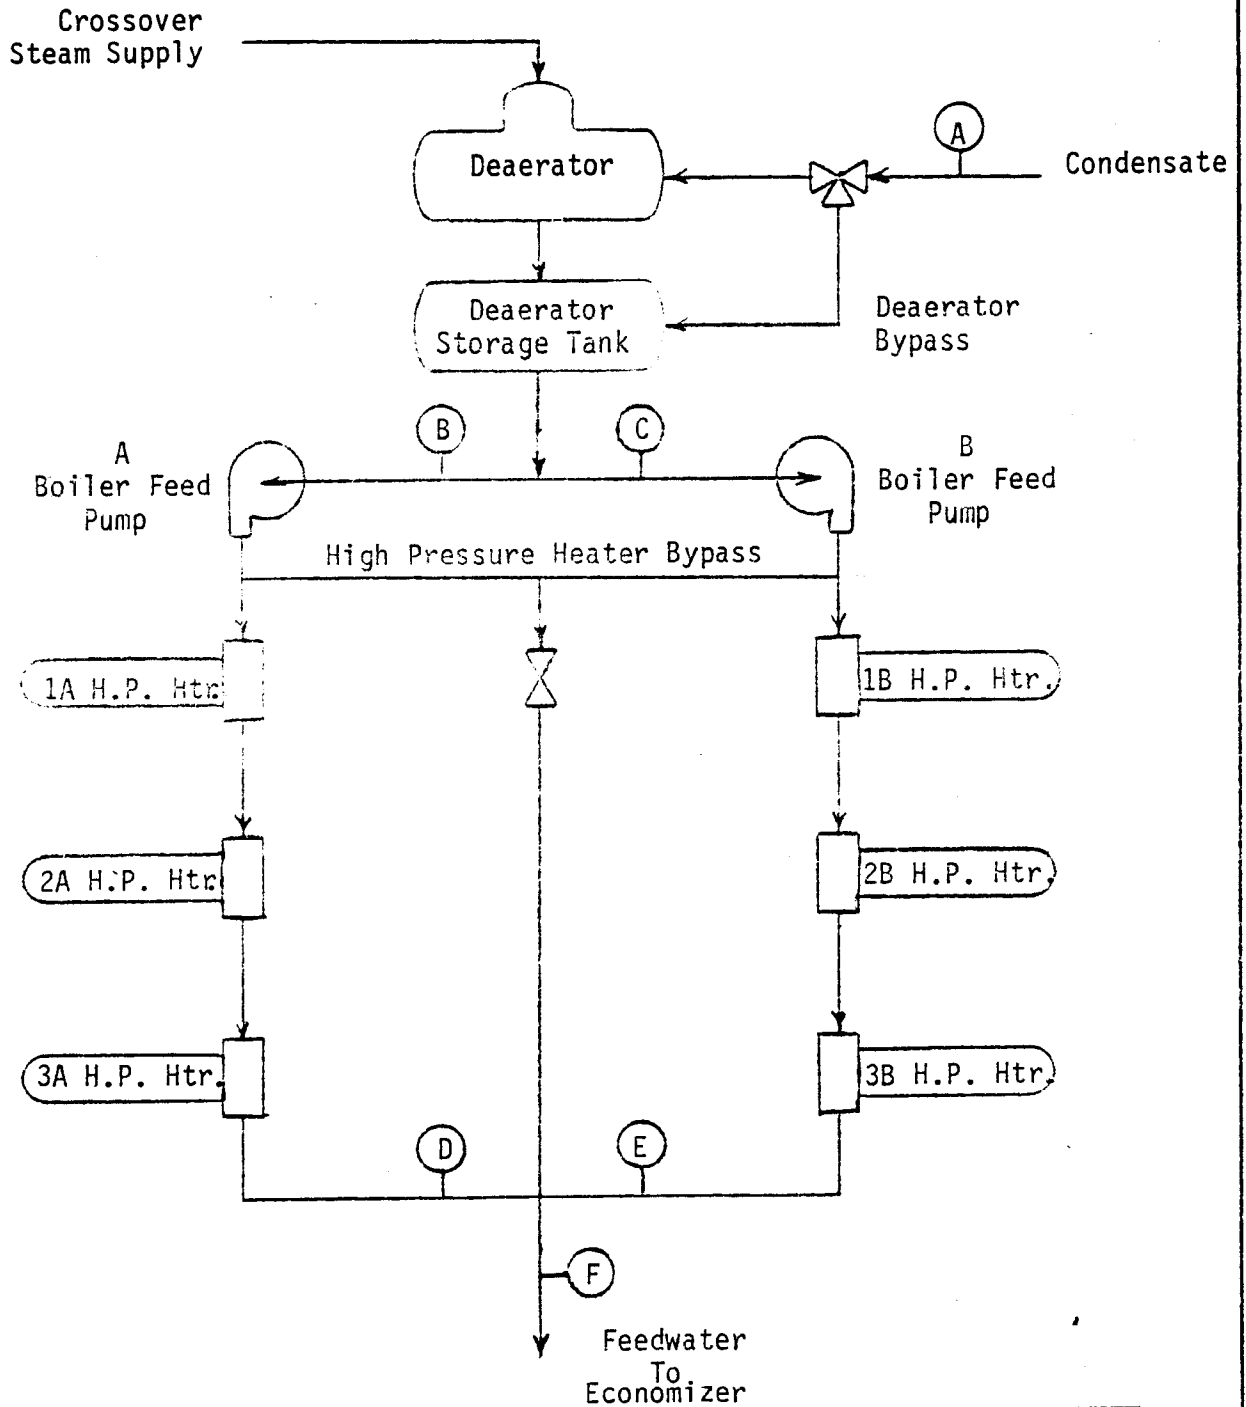 Crossover
Steam Supply
A
Deaerator
Condensate
Deaerator
Storage Tank
Deaerator
Bypass
B
C
A
Boiler Feed
Pump
B
Boiler Feed
Pump
High Pressure Heater Bypass
1A H.P. Htr.
1B H.P. Htr.
2A H.P. Htr.
2B H.P. Htr.
3A H.P. Htr.
3B H.P. Htr.
D
E
F
Feedwater
To
Economizer